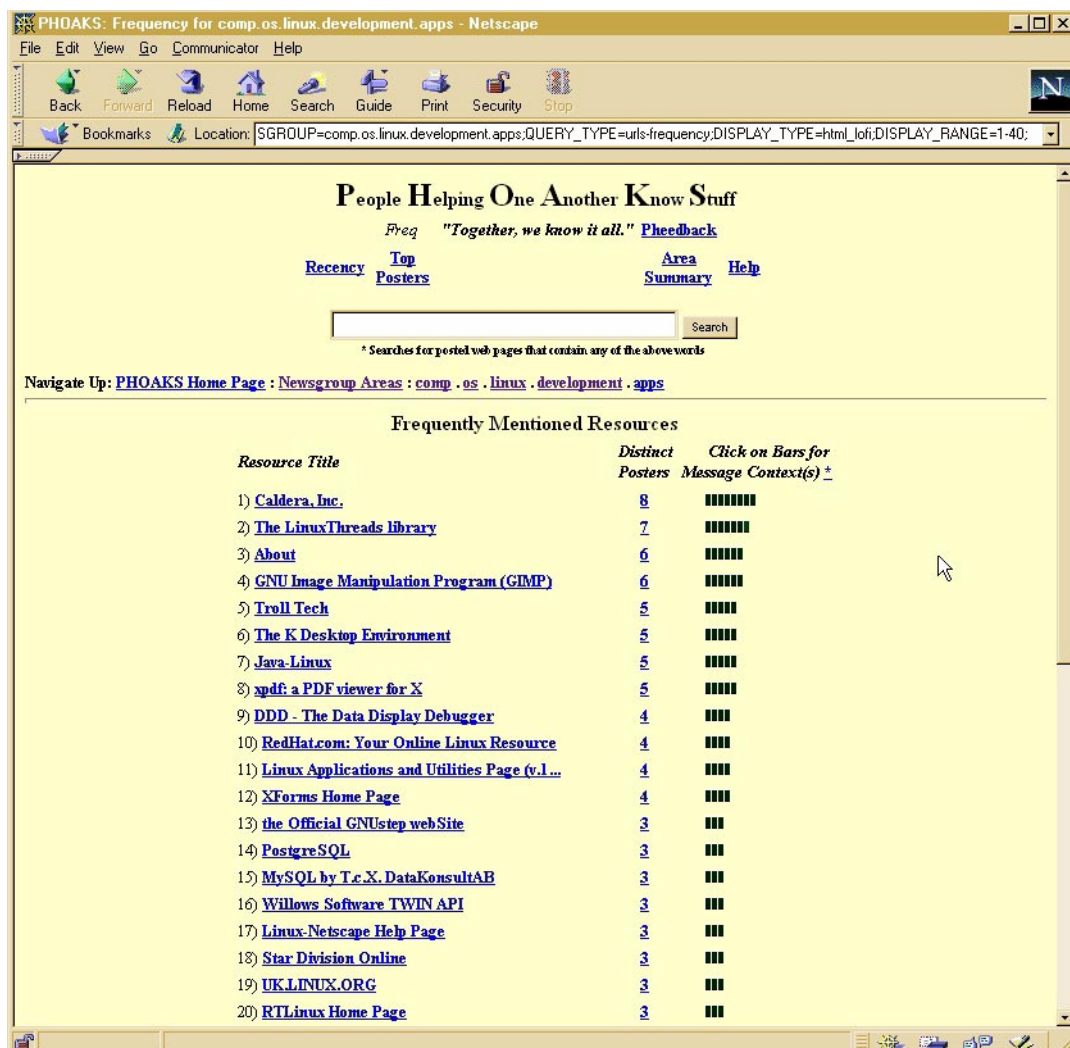 PHOAKS: Frequency for comp.os.linux.development.apps - Netscape
File Edit View Go Communicator Help
Back Forward Reload Home Search Guide Print Security Stop
N
Bookmarks Location: SGROUP=comp.os.linux.development.apps;QUERY_TYPE=urls-frequency;DISPLAY_TYPE=html_lofi;DISPLAY_RANGE=1-40;
People Helping One Another Know Stuff
Freq "Together, we know it all." Pheedback
Recency Top Posters Area Summary Help
Search
* Searches for posted web pages that contain any of the above words
Navigate Up: PHOAKS Home Page : Newsgroup Areas : comp . os . linux . development . apps
Frequently Mentioned Resources
Resource Title Distinct Posters Click on Bars for Message Context(s) *
1) Caldera, Inc. 8
2) The LinuxThreads library 7
3) About 6
4) GNU Image Manipulation Program (GIMP) 6
5) Troll Tech 5
6) The K Desktop Environment 5
7) Java-Linux 5
8) xpdf: a PDF viewer for X 5
9) DDD - The Data Display Debugger 4
10) RedHat.com: Your Online Linux Resource 4
11) Linux Applications and Utilities Page (v.1 ... 4
12) XForms Home Page 4
13) the Official GNUstep webSite 3
14) PostgreSQL 3
15) MySQL by T.c.X. DataKonsultAB 3
16) Willows Software TWIN API 3
17) Linux-Netscape Help Page 3
18) Star Division Online 3
19) UK.LINUX.ORG 3
20) RTLinux Home Page 3